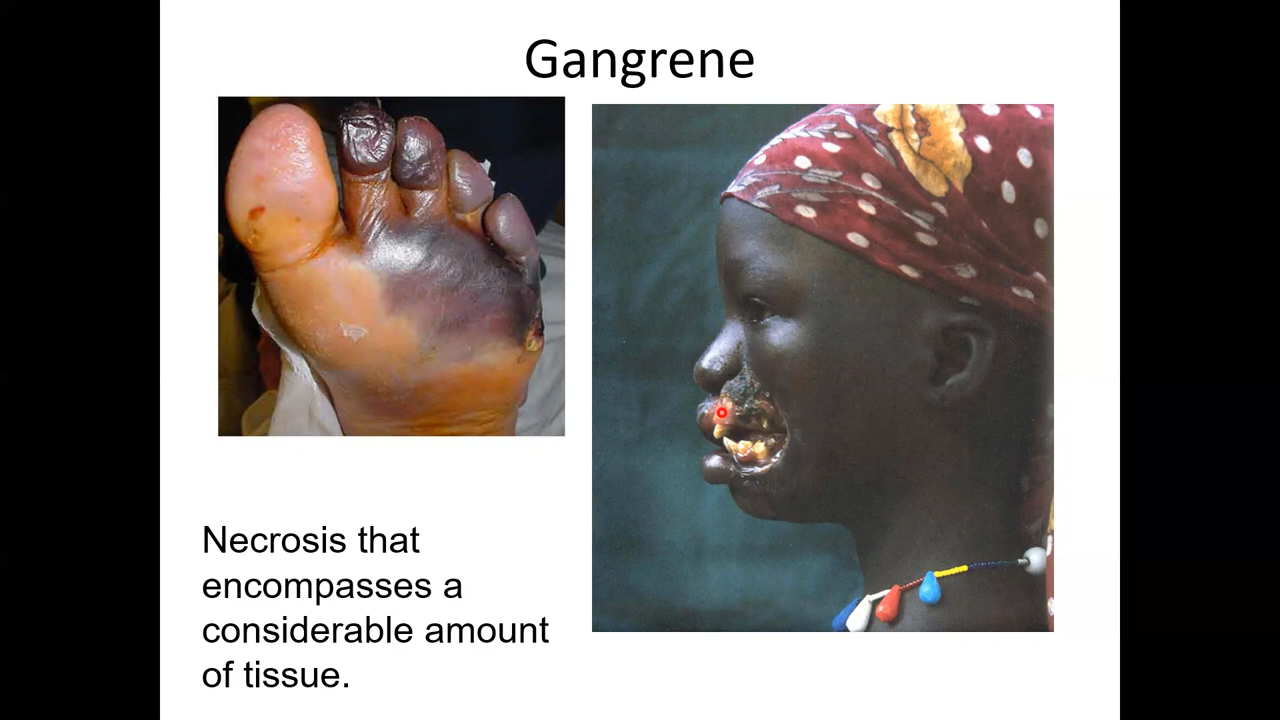 Gangrene
Necrosis that
encompasses a
considerable amount
of tissue.